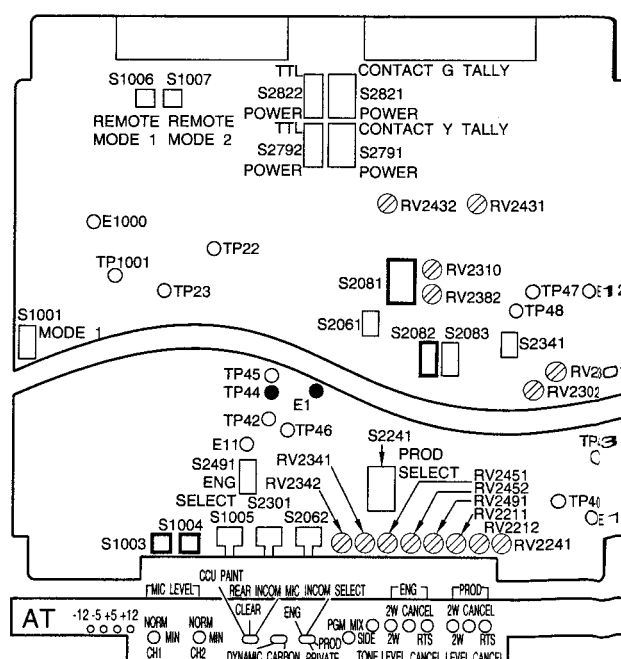 S1006 S1007
TTL CONTACT G TALLY
S2822 S2821
REMOTE REMOTE POWER POWER
MODE 1 MODE 2 TTL CONTACT Y TALLY
S2792 S2791
POWER POWER
RV2432 RV2431
E1000
TP22
TP1001 RV2310
S2081
TP23 RV2382 TP47
S1001 TP48
MODE 1 S2061
S2082 S2083 S2341
TP45
TP44 E1 RV2302
TP42
TP46
E11 S2241
S2491 RV2341 PROD
ENG SELECT
SELECT RV2342 RV2451
S2301 RV2452
RV2491
S1004 S1005 S2062 RV2211 TP40
RV2212
S1003 RV2241
CCU PAINT
MIC LEVEL REAR INCOM MIC INCOM SELECT ENG PROD
AT -12 -5 +5 +12 NORM NORM CLEAR ENG 2W CANCEL 2W CANCEL
MIN MIN PROD PGM MIX
SIDE 2W RTS 2W RTS
CH1 CH2 DYNAMIC CARBON PRIVATE TONE LEVEL CANCEL LEVEL CANCEL